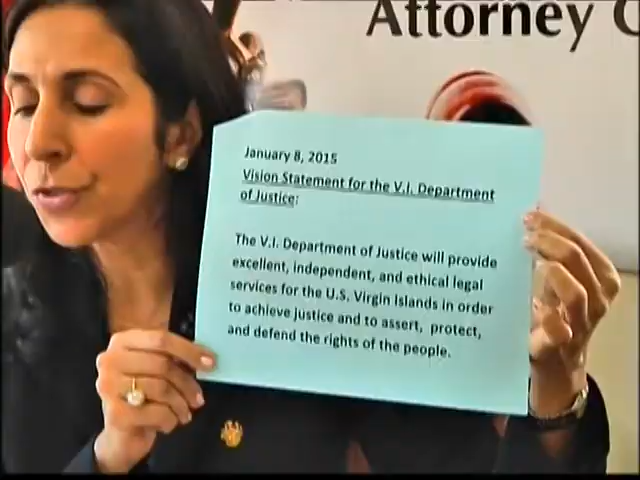 Attorney G
January 8, 2015
Vision Statement for the V.I. Department
of Justice:
The V.I. Department of Justice will provide
excellent, independent, and ethical legal
services for the U.S. Virgin Islands in order
to achieve justice and to assert, protect,
and defend the rights of the people.